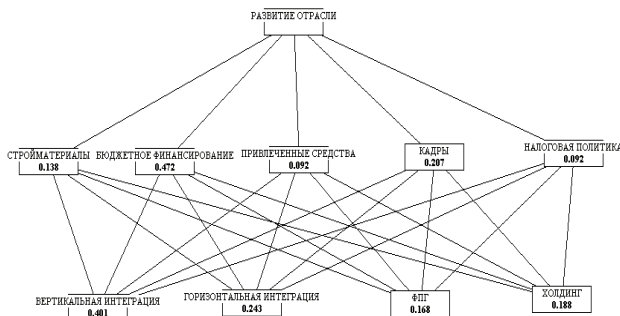 РАЗВИТИЕ ОТРАСЛИ
СТРОЙМАТЕРИАЛЫ
0.138
БЮДЖЕТНОЕ ФИНАНСИРОВАНИЕ
0.472
ПРИВЛЕЧЕННЫЕ СРЕДСТВА
0.092
КАДРЫ
0.207
НАЛОГОВАЯ ПОЛИТИКА
0.092
ВЕРТИКАЛЬНАЯ ИНТЕГРАЦИЯ
0.401
ГОРИЗОНТАЛЬНАЯ ИНТЕГРАЦИЯ
0.243
ФПГ
0.168
ХОЛДИНГ
0.188